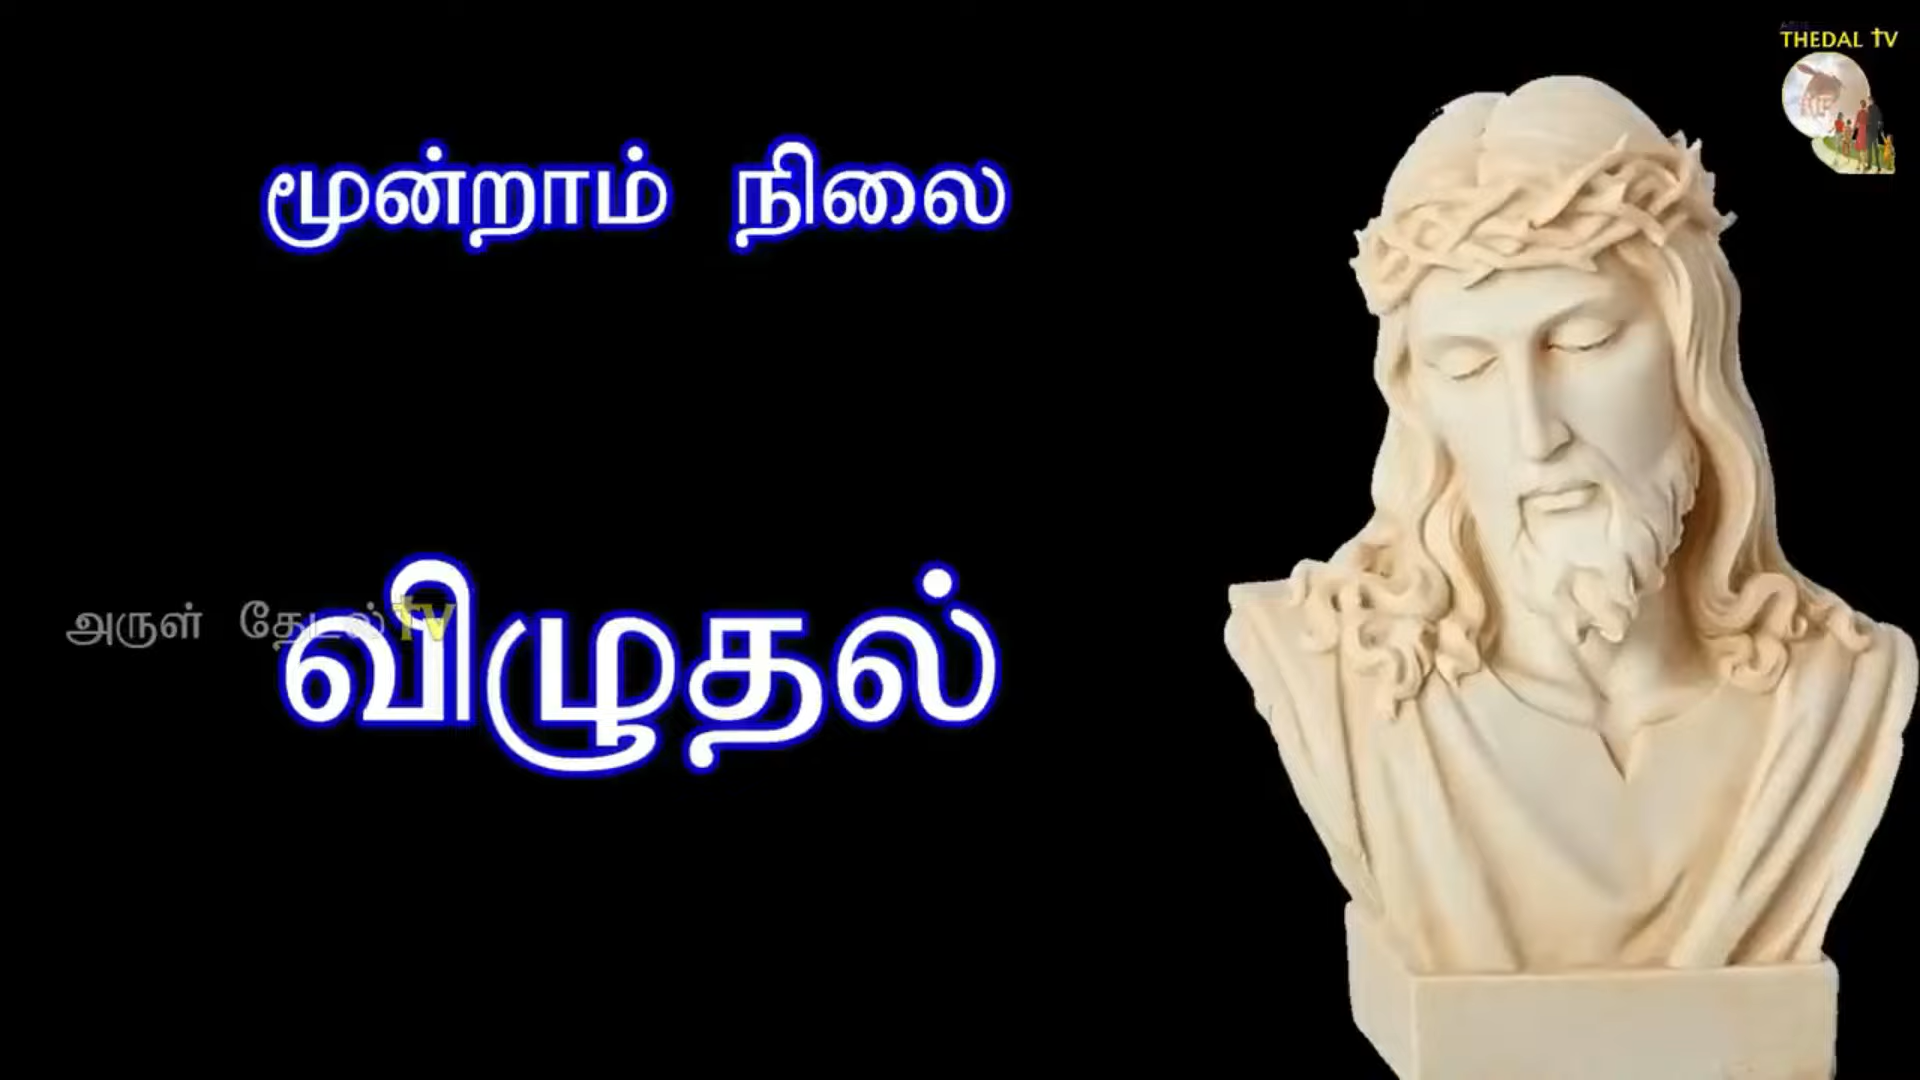 THEDAL TV
மூன்றாம் நிலை
அருள் தேடல் tv
விழுதல்